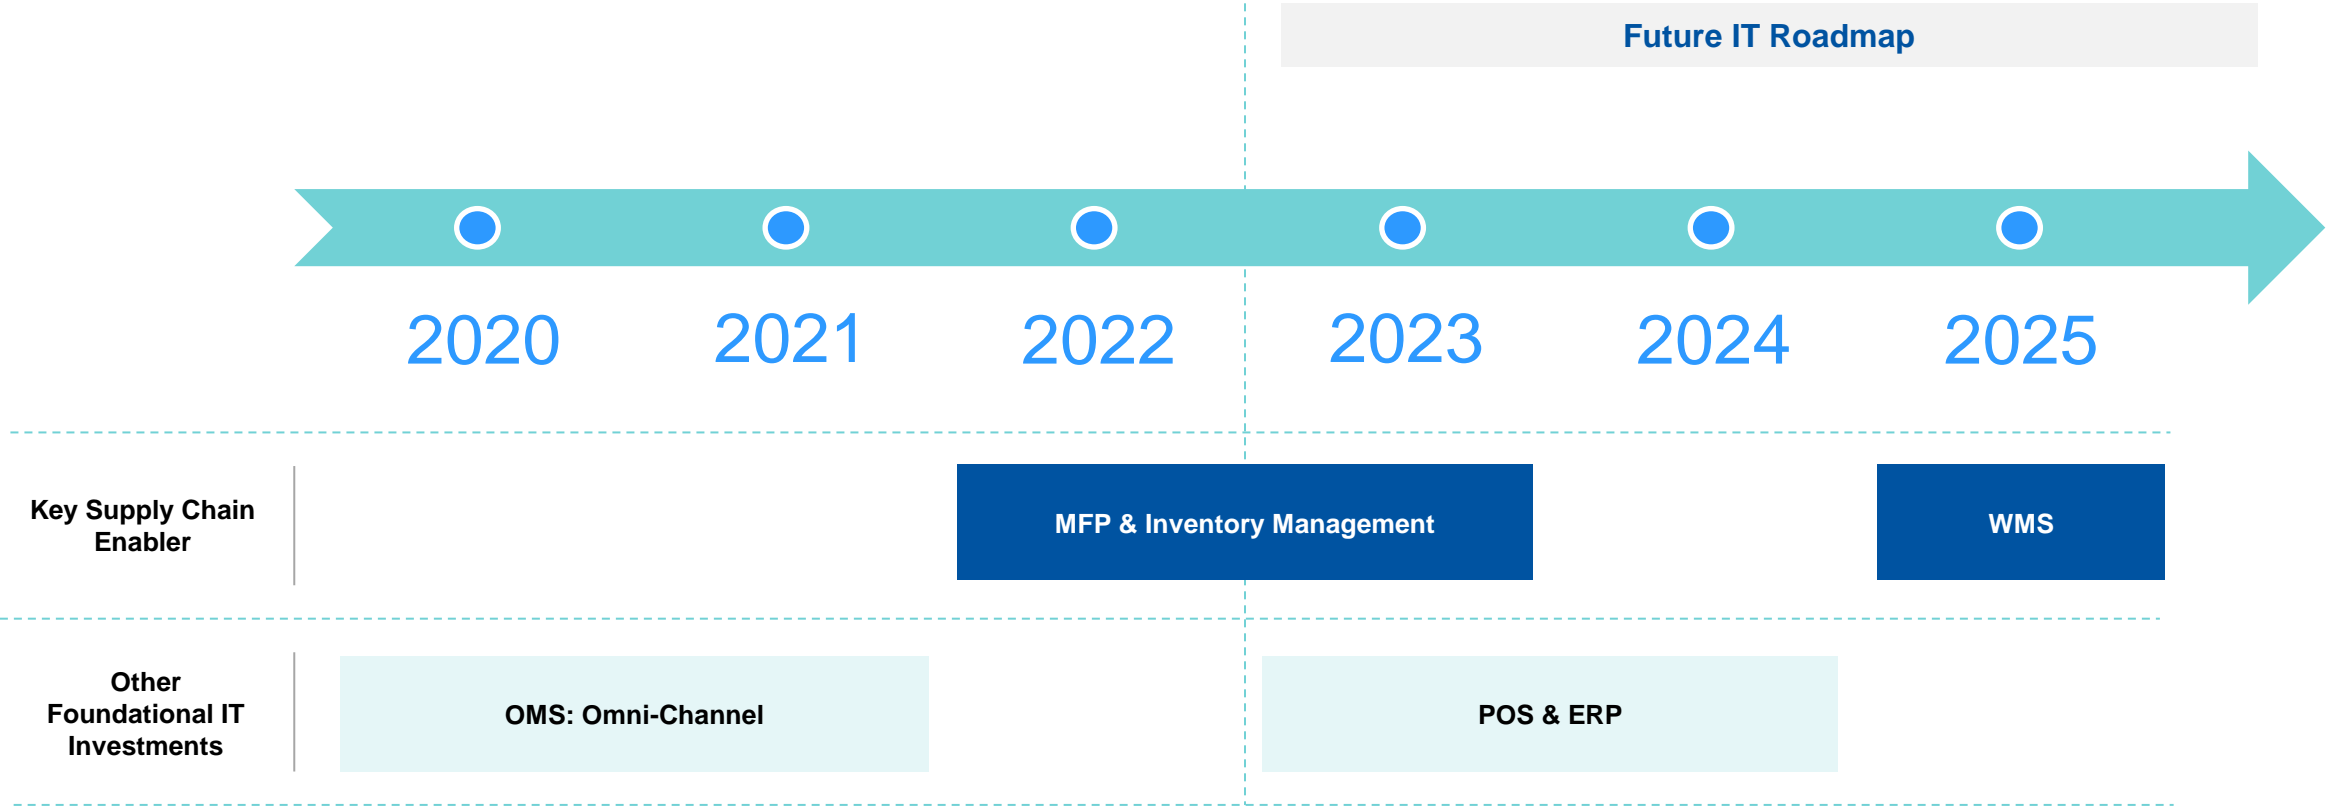 Future IT Roadmap
2020
2021
2022
2023
2024
2025
Key Supply Chain
Enabler
MFP & Inventory Management
WMS
Other
Foundational IT
Investments
OMS: Omni-Channel
POS & ERP